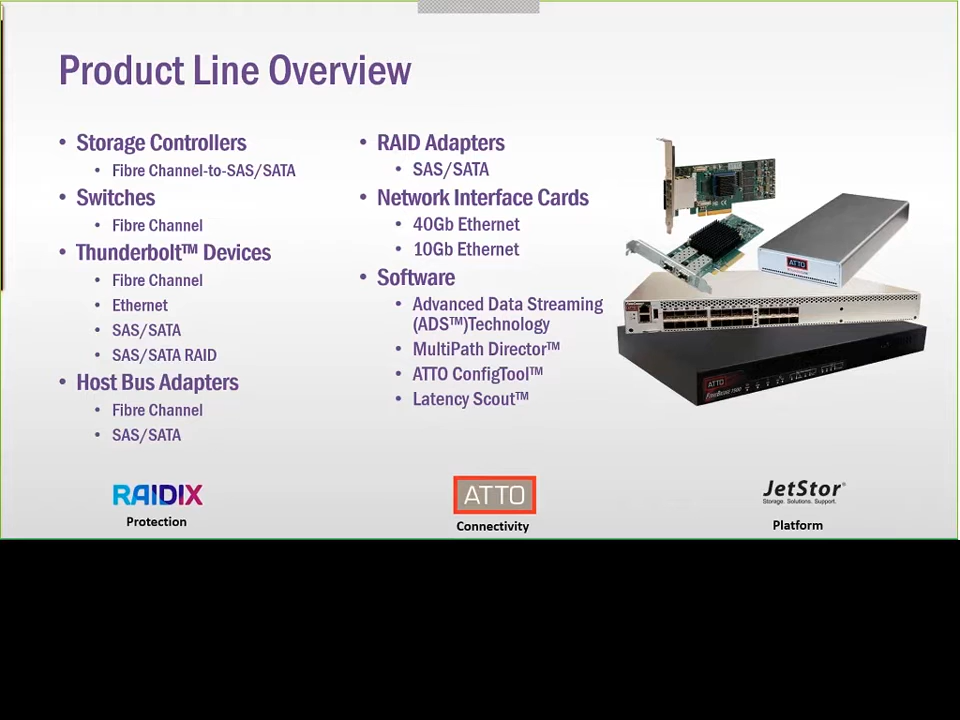 Product Line Overview
• Storage Controllers
• Fibre Channel-to-SAS/SATA
• Switches
• Fibre Channel
• Thunderbolt™ Devices
• Fibre Channel
• Ethernet
• SAS/SATA
• SAS/SATA RAID
• Host Bus Adapters
• Fibre Channel
• SAS/SATA
• RAID Adapters
• SAS/SATA
• Network Interface Cards
• 40Gb Ethernet
• 10Gb Ethernet
• Software
• Advanced Data Streaming
(ADS™)Technology
• MultiPath Director™
• ATTO ConfigTool™
• Latency Scout™
ATTO
ATTO
RAIDIX
Protection
ATTO
Connectivity
JetStor®
Storage. Solutions. Support.
Platform